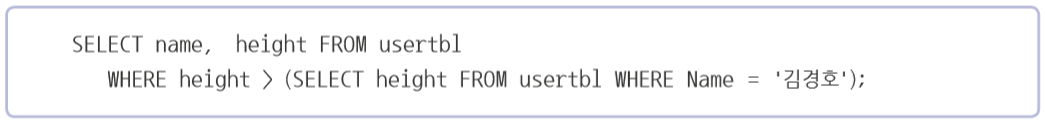 SELECT name, height FROM usertbl
WHERE height > (SELECT height FROM usertbl WHERE Name = '김경호');